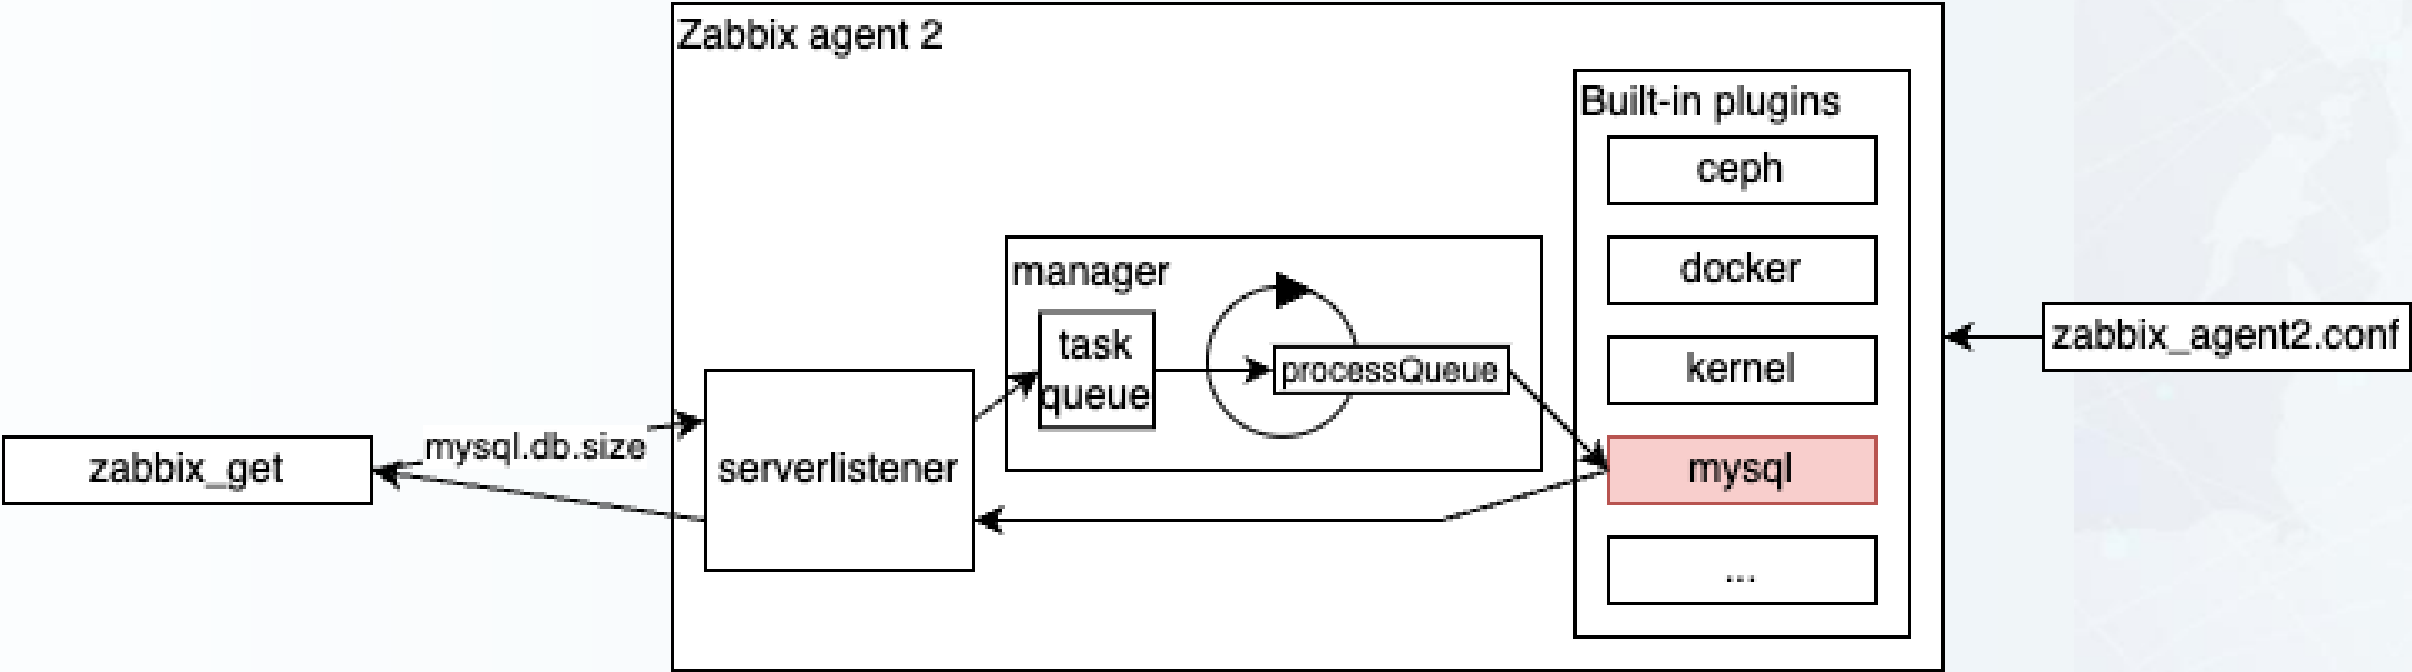 Zabbix agent 2
Built-in plugins
ceph
docker
kernel
mysql
...
manager
task
queue
processQueue
serverlistener
mysql.db.size
zabbix_get
zabbix_agent2.conf